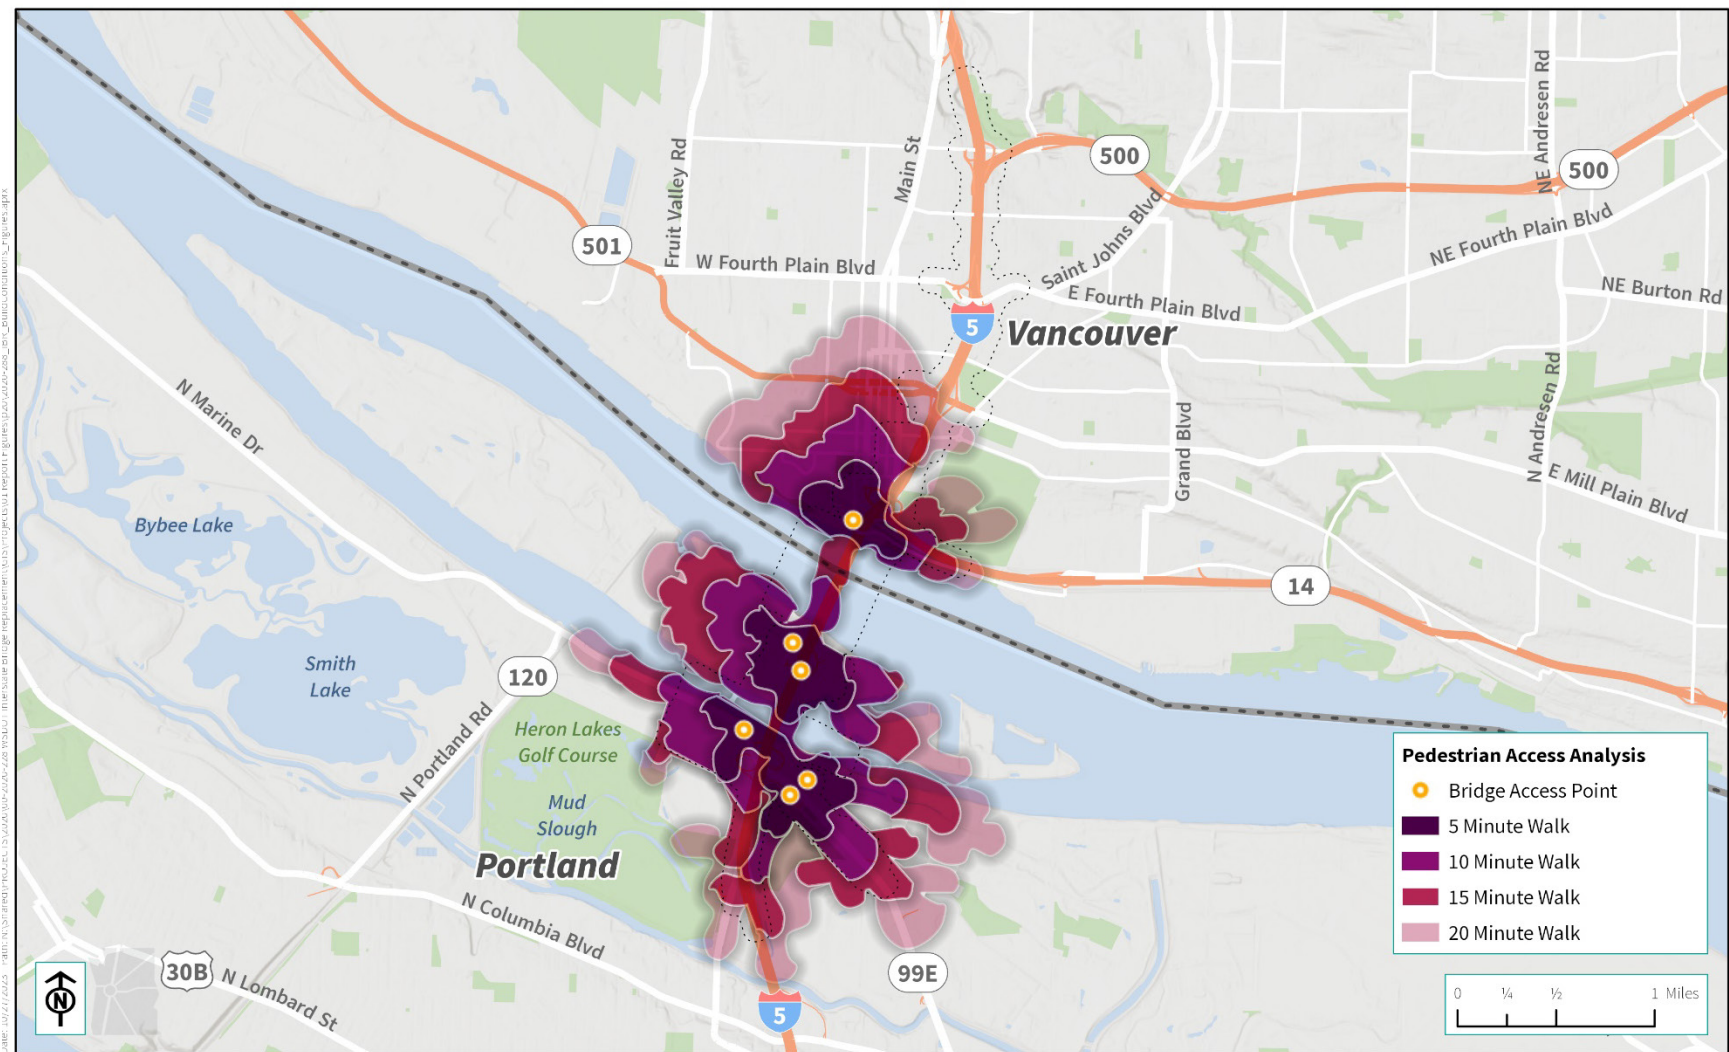 500
500
NE Andresen Rd
Main St
Fruit Valley Rd
501
W Fourth Plain Blvd
Saint Johns Blvd
NE Fourth Plain Blvd
E Fourth Plain Blvd
NE Burton Rd
5
Vancouver
N Marine Dr
Grand Blvd
N Andresen Rd
E Mill Plain Blvd
Bybee Lake
14
Smith
Lake
120
N Portland Rd
Heron Lakes
Golf Course
Mud
Slough
Portland
N Columbia Blvd
30B
N Lombard St
99E
5
N
Pedestrian Access Analysis
Bridge Access Point
5 Minute Walk
10 Minute Walk
15 Minute Walk
20 Minute Walk
0 ¼ ½ 1 Miles